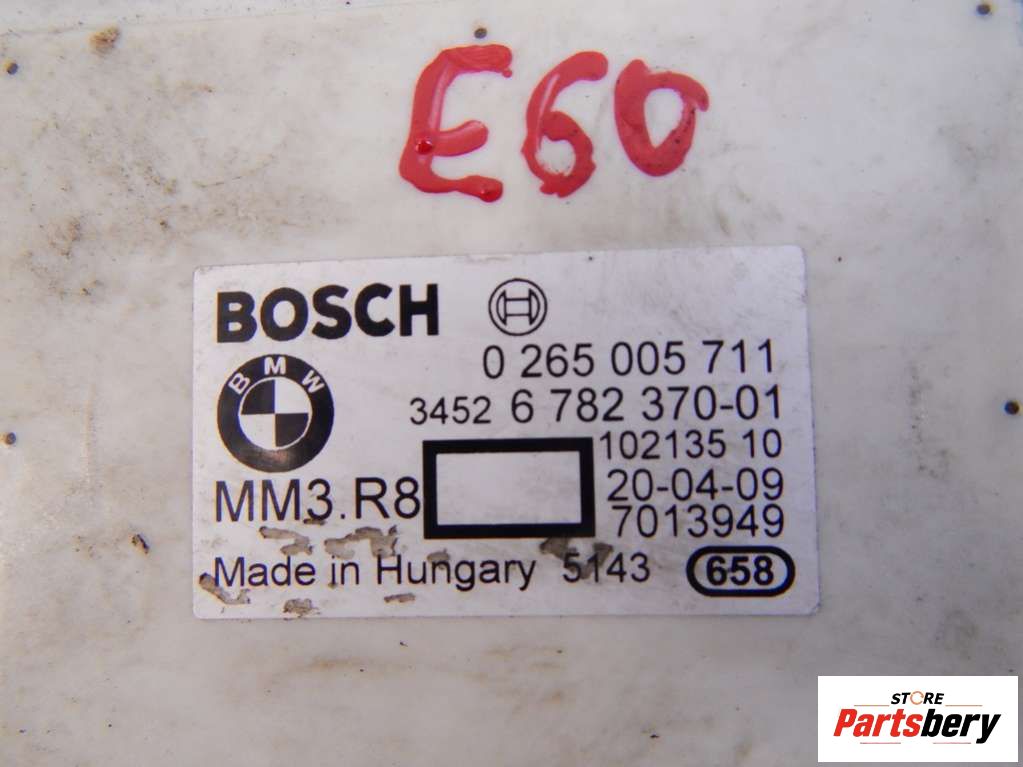 E60
BOSCH
0 265 005 711
BMW
3452 6 782 370-01
102135 10
MM3.R8
20-04-09
7013949
Made in Hungary 5143 658
STORE
Partsbery